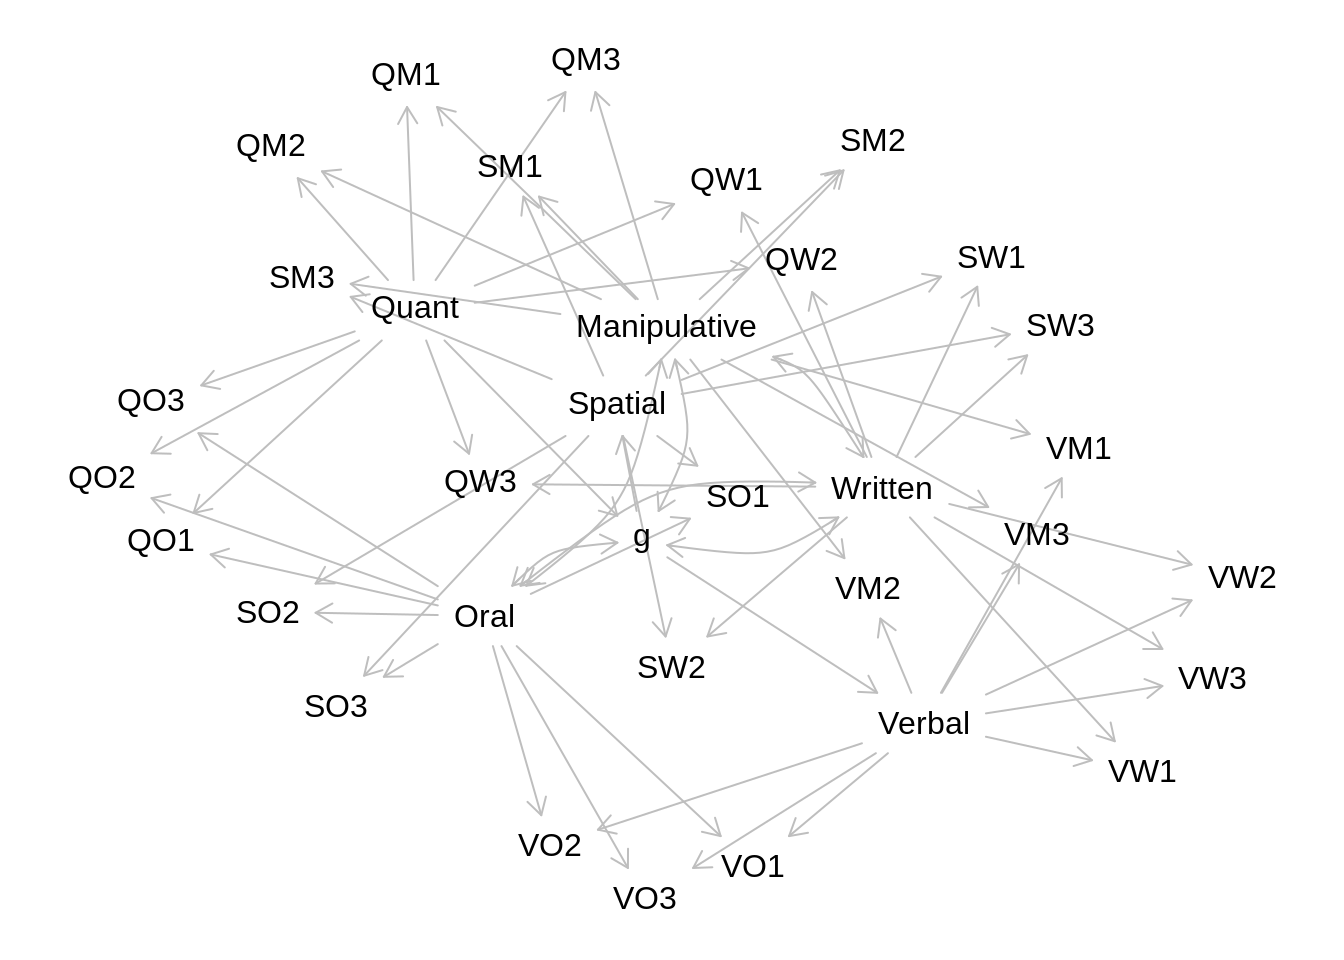 QM3
QM1
SM2
QM2
SM1
QW1
SW1
QW2
SM3
Quant
SW3
Manipulative
QO3
Spatial
VM1
QO2
QW3
Written
SO1
VM3
g
QO1
VW2
VM2
SO2
Oral
SW2
VW3
SO3
Verbal
VW1
VO2
VO1
VO3